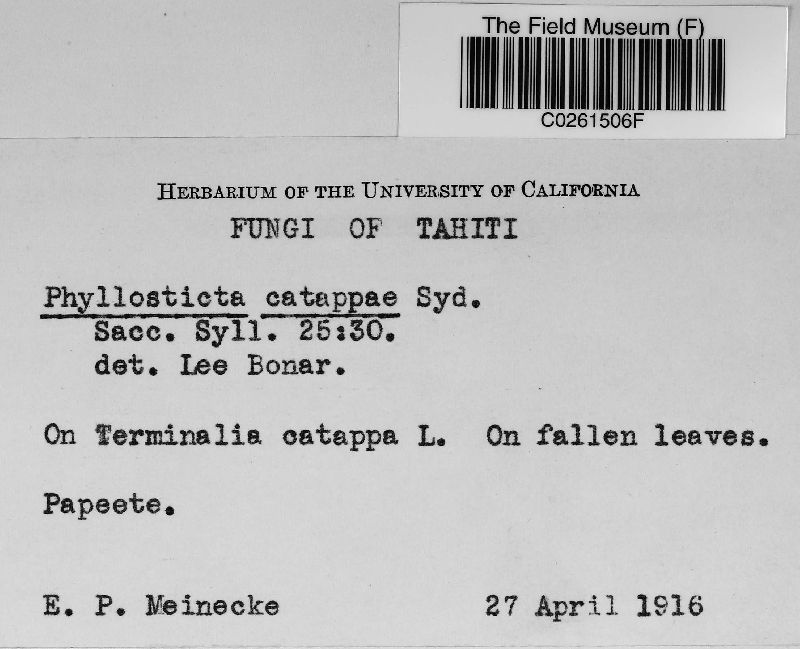 The Field Museum (F)
C0261506F
HERBARIUM OF THE UNIVERSITY OF CALIFORNIA
FUNGI OF TAHITI
Phyllosticta catappae Syd.
Sacc. Syll. 25:30.
det. Lee Bonar.
On Terminalia catappa L. On fallen leaves.
Papeete.
E. P. Meinecke 27 April 1916